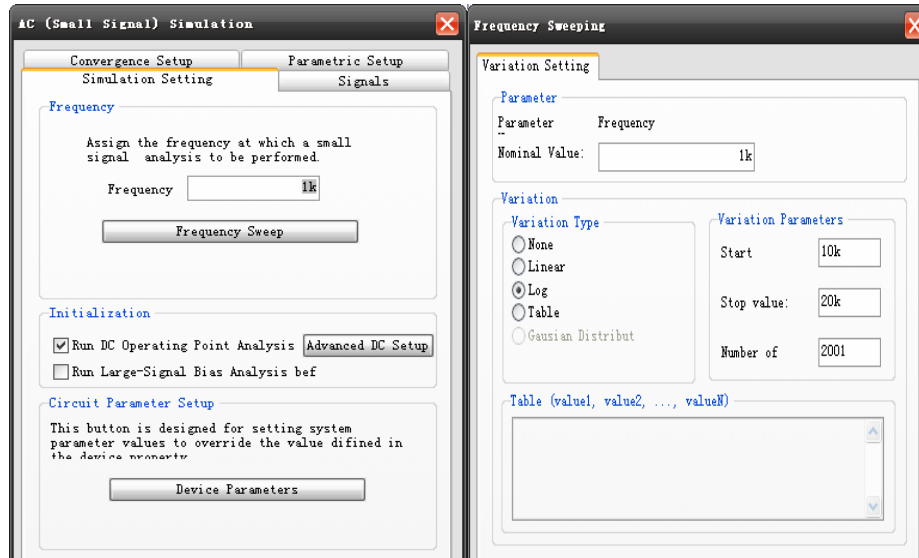 AC (Small Signal) Simulation
Convergence Setup
Parametric Setup
Simulation Setting
Signals
Frequency
Assign the frequency at which a small
signal analysis to be performed.
Frequency
1k
Frequency Sweep
Initialization
Run DC Operating Point Analysis
Advanced DC Setup
Run Large-Signal Bias Analysis bef
Circuit Parameter Setup
This button is designed for setting system
parameter values to override the value difined in
the device property
Device Parameters
Frequency Sweeping
Variation Setting
Parameter
Parameter
Frequency
Nominal Value:
1k
Variation
Variation Type
None
Linear
Log
Table
Gausian Distribut
Variation Parameters
Start
10k
Stop value:
20k
Number of
2001
Table (value1, value2, ..., valueN)